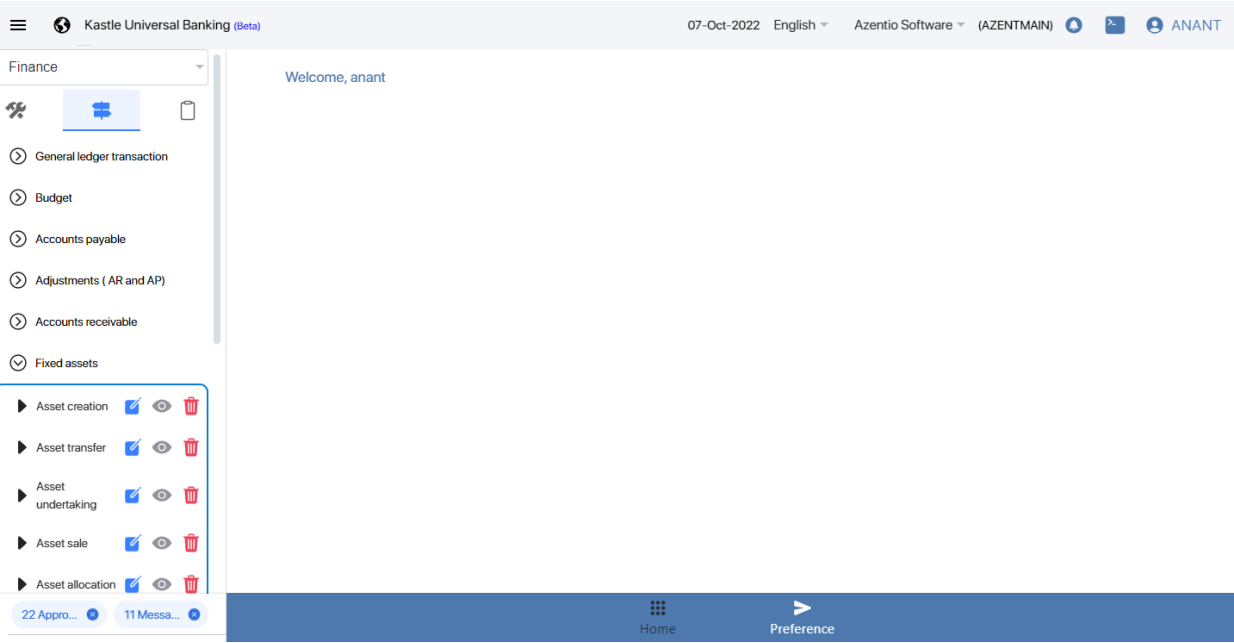 Kastle Universal Banking (Beta)
07-Oct-2022 English Azentio Software (AZENTMAIN) ANANT
Finance
Welcome, anant
General ledger transaction
Budget
Accounts payable
Adjustments ( AR and AP)
Accounts receivable
Fixed assets
Asset creation
Asset transfer
Asset
undertaking
Asset sale
Asset allocation
22 Appro...
11 Messa...
Home
Preference